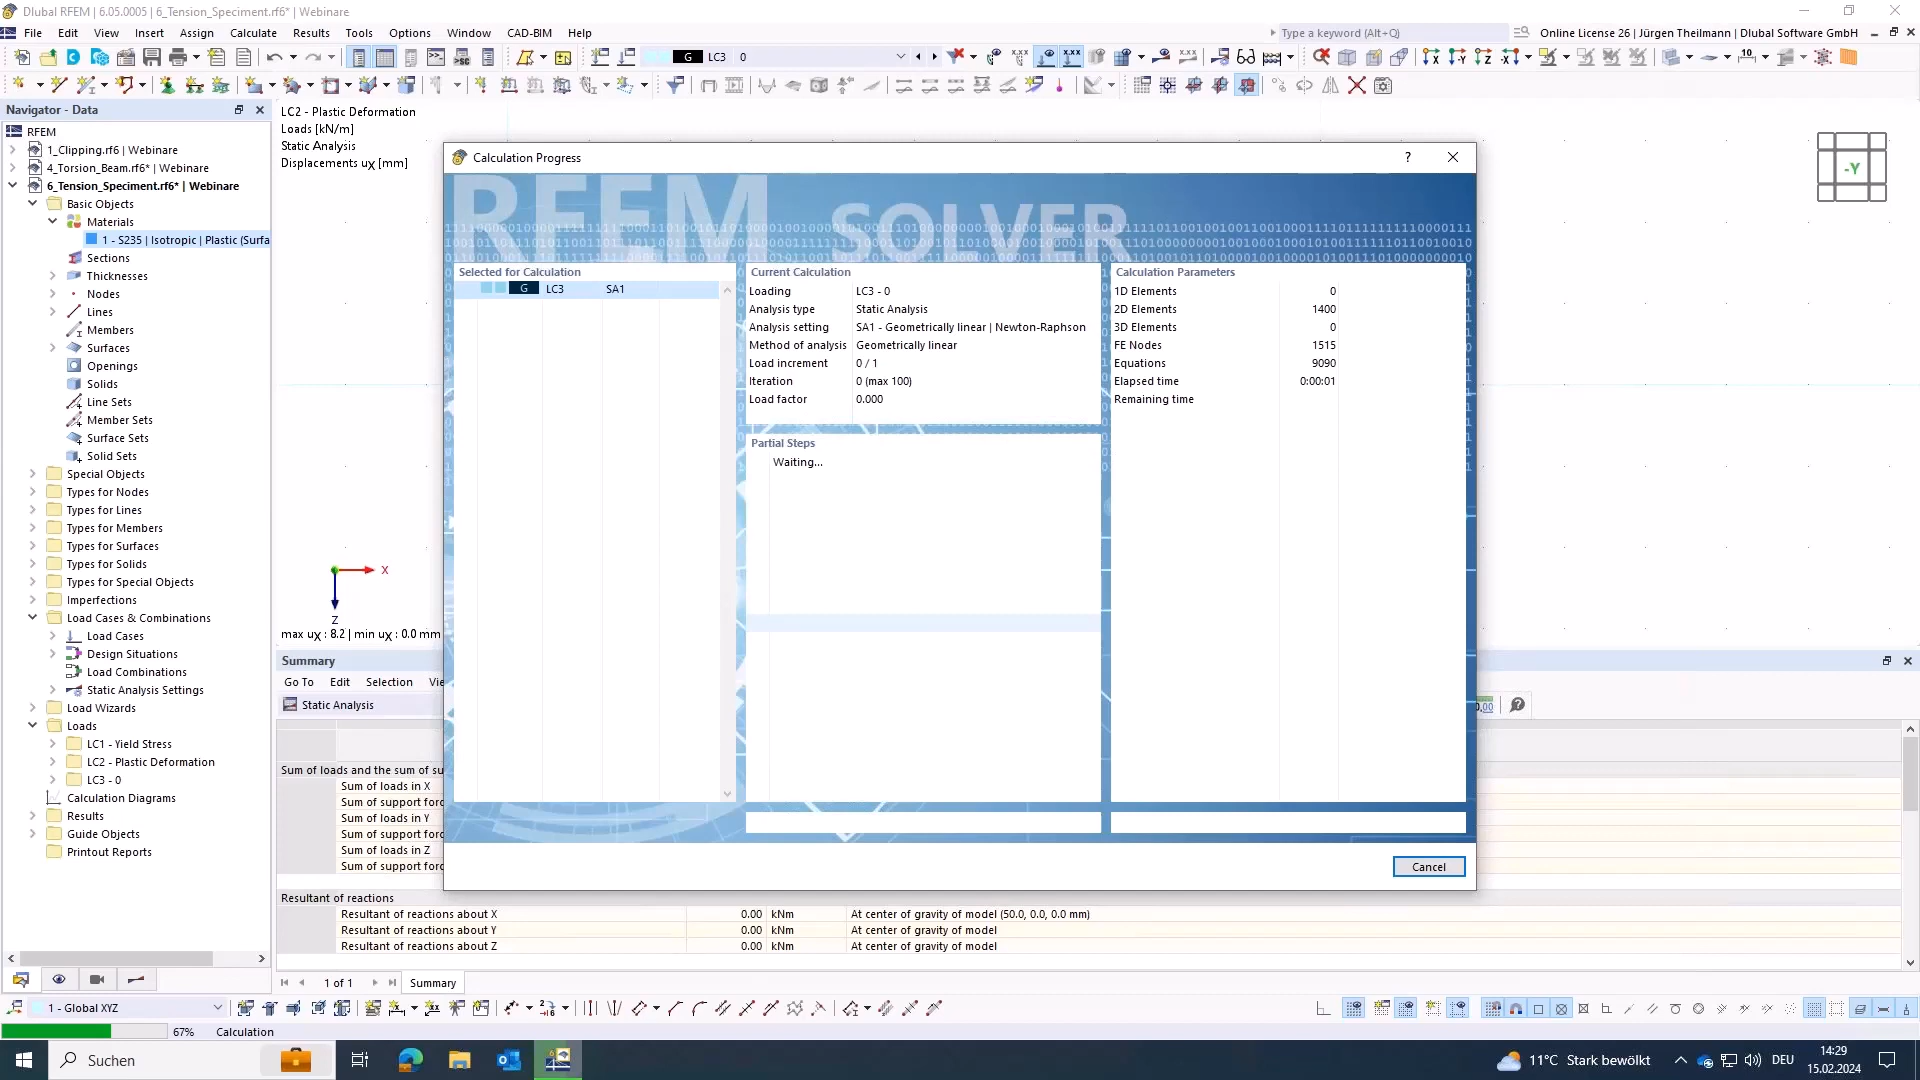 Dlubal RFEM | 6.05.0005 | 6_Tension_Speciment.rf6* | Webinare
File Edit View Insert Assign Calculate Results Tools Options Window CAD-BIM Help
Type a keyword (Alt+Q)
Online License 26 | Jürgen Theilmann | Dlubal Software GmbH
G LC3 0
Navigator - Data
RFEM
1_Clipping.rf6 | Webinare
4_Torsion_Beam.rf6* | Webinare
6_Tension_Speciment.rf6* | Webinare
Basic Objects
Materials
1 - S235 | Isotropic | Plastic (Surfa
Sections
Thicknesses
Nodes
Lines
Members
Surfaces
Openings
Solids
Line Sets
Member Sets
Surface Sets
Solid Sets
Special Objects
Types for Nodes
Types for Lines
Types for Members
Types for Surfaces
Types for Solids
Types for Special Objects
Imperfections
Load Cases & Combinations
Load Cases
Design Situations
Load Combinations
Static Analysis Settings
Load Wizards
Loads
LC1 - Yield Stress
LC2 - Plastic Deformation
LC3 - 0
Calculation Diagrams
Results
Guide Objects
Printout Reports
LC2 - Plastic Deformation
Loads [kN/m]
Static Analysis
Displacements uX [mm]
-Y
X
Z
max uX : 8.2 | min uX : 0.0 mm
Calculation Progress
RFEM SOLVER
Selected for Calculation
G LC3 SA1
Current Calculation
Loading LC3 - 0
Analysis type Static Analysis
Analysis setting SA1 - Geometrically linear | Newton-Raphson
Method of analysis Geometrically linear
Load increment 0 / 1
Iteration 0 (max 100)
Load factor 0.000
Partial Steps
Waiting...
Calculation Parameters
1D Elements 0
2D Elements 1400
3D Elements 0
FE Nodes 1515
Equations 9090
Elapsed time 0:00:01
Remaining time
Cancel
Summary
Go To Edit Selection Vie
Static Analysis
Sum of loads and the sum of su
Sum of loads in X
Sum of support forc
Sum of loads in Y
Sum of support forc
Sum of loads in Z
Sum of support forc
Resultant of reactions
Resultant of reactions about X 0.00 kNm At center of gravity of model (50.0, 0.0, 0.0 mm)
Resultant of reactions about Y 0.00 kNm At center of gravity of model
Resultant of reactions about Z 0.00 kNm At center of gravity of model
1 of 1 Summary
1 - Global XYZ
67% Calculation
Suchen
11°C Stark bewölkt
DEU
14:29
15.02.2024